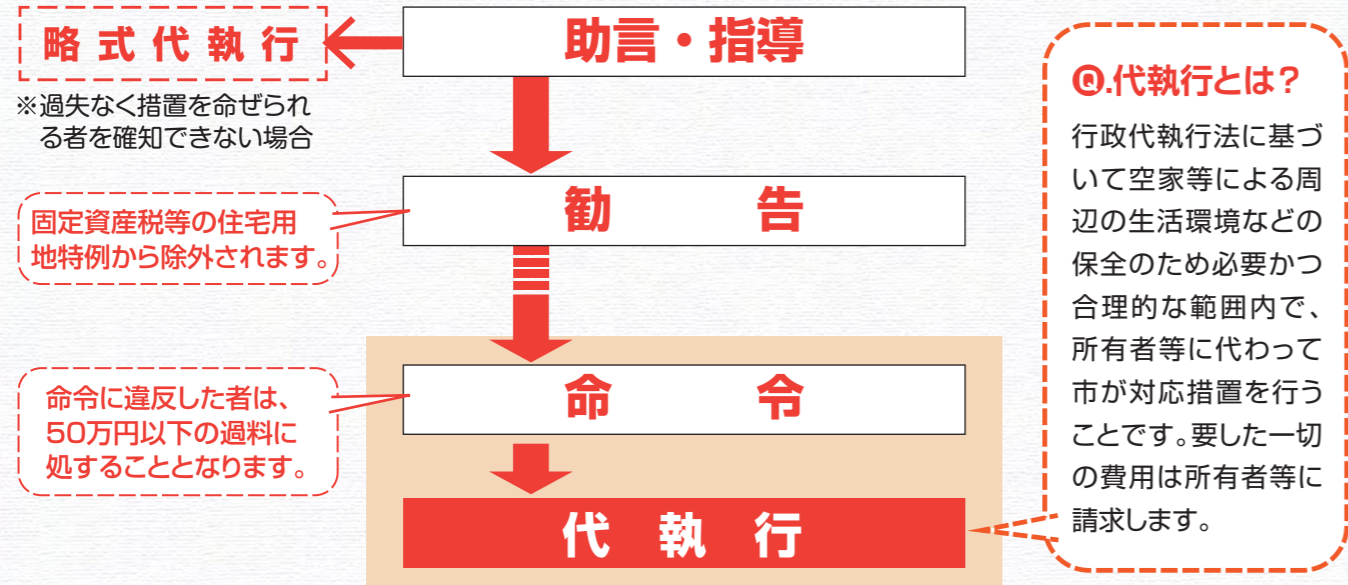 略式代執行
助言・指導
※過失なく措置を命ぜられ
る者を確知できない場合
勧告
固定資産税等の住宅用
地特例から除外されます。
命令
命令に違反した者は、
50万円以下の過料に
処することとなります。
代執行
Q.代執行とは?
行政代執行法に基づ
いて空家等による周
辺の生活環境などの
保全のため必要かつ
合理的な範囲内で、
所有者等に代わって
市が対応措置を行う
ことです。要した一切
の費用は所有者等に
請求します。